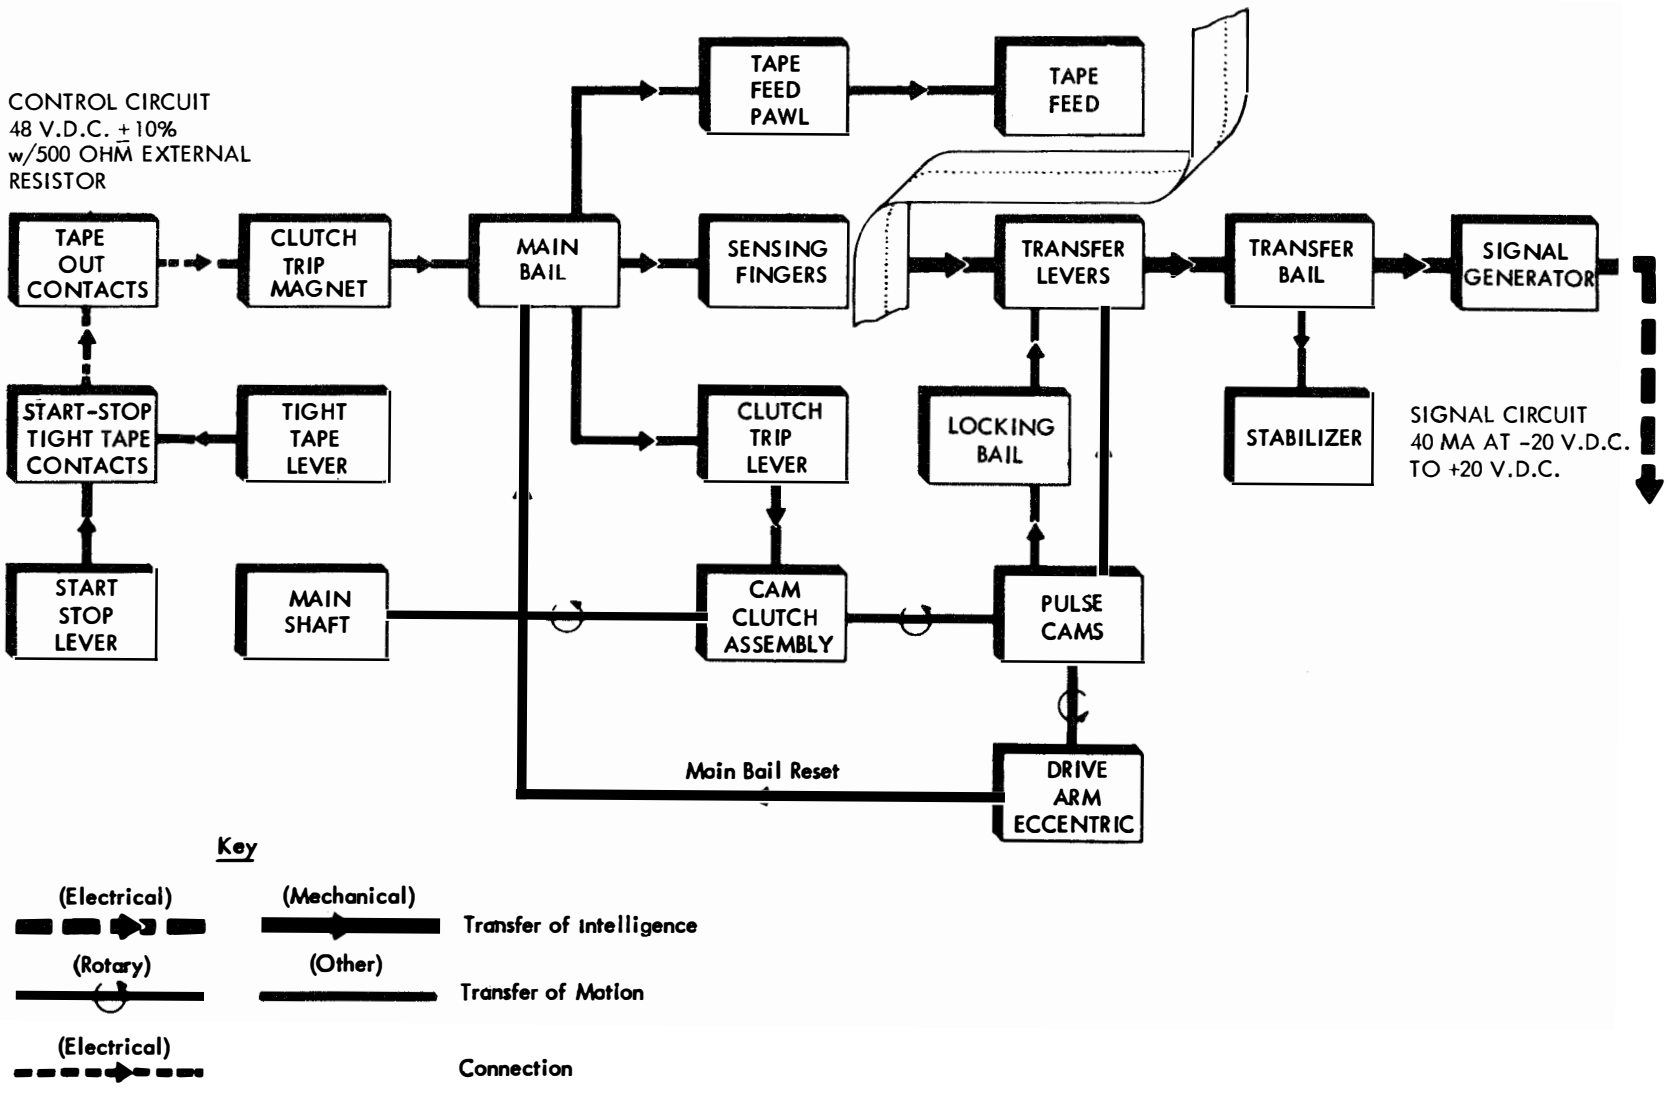 CONTROL CIRCUIT
48 V.D.C. ±10%
w/500 OHM EXTERNAL
RESISTOR
TAPE
FEED
PAWL
TAPE
FEED
TAPE
OUT
CONTACTS
CLUTCH
TRIP
MAGNET
MAIN
BAIL
SENSING
FINGERS
TRANSFER
LEVERS
TRANSFER
BAIL
SIGNAL
GENERATOR
START-STOP
TIGHT TAPE
CONTACTS
TIGHT
TAPE
LEVER
CLUTCH
TRIP
LEVER
LOCKING
BAIL
STABILIZER
SIGNAL CIRCUIT
40 MA AT -20 V.D.C.
TO +20 V.D.C.
START
STOP
LEVER
MAIN
SHAFT
CAM
CLUTCH
ASSEMBLY
PULSE
CAMS
Main Bail Reset
DRIVE
ARM
ECCENTRIC
Key
(Electrical)
(Mechanical)
Transfer of Intelligence
(Rotary)
(Other)
Transfer of Motion
(Electrical)
Connection